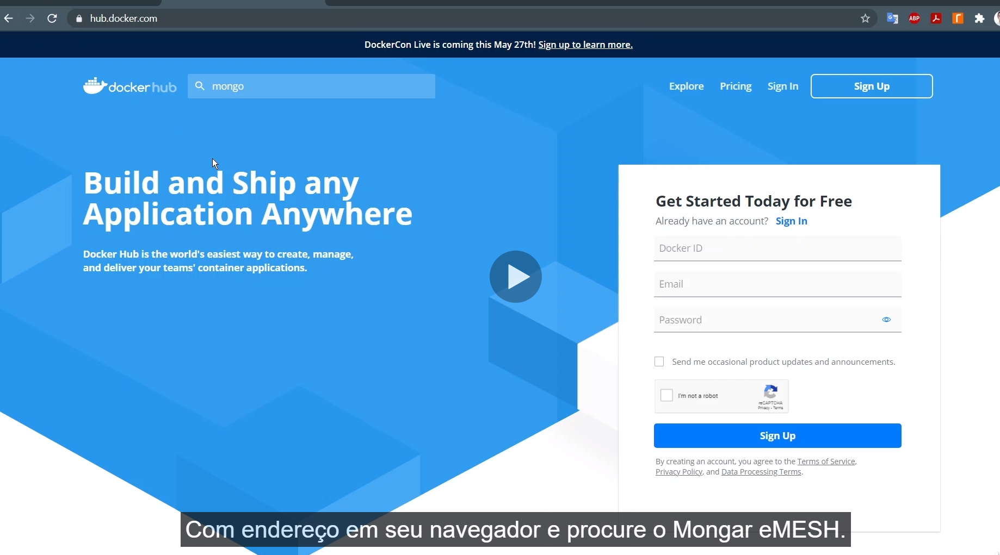 hub.docker.com
ABP
DockerCon Live is coming this May 27th! Sign up to learn more.
dockerhub
mongo
Explore
Pricing
Sign In
Sign Up
Build and Ship any
Application Anywhere
Docker Hub is the world's easiest way to create, manage,
and deliver your teams' container applications.
Get Started Today for Free
Already have an account? Sign In
Docker ID
Email
Password
Send me occasional product updates and announcements.
I'm not a robot
reCAPTCHA
Privacy - Terms
Sign Up
By creating an account, you agree to the Terms of Service,
Privacy Policy, and Data Processing Terms.
Com endereço em seu navegador e procure o Mongar eMESH.